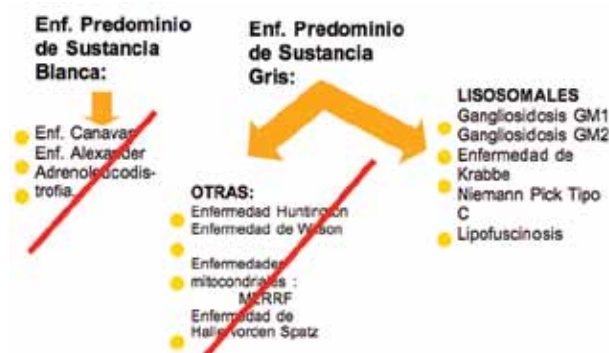 Enf. Predominio
de Sustancia
Blanca:
Enf. Canavan
Enf. Alexander
Adrenoleucodis-
trofia.
Enf. Predominio
de Sustancia
Gris:
OTRAS:
Enfermedad Huntington
Enfermedad de Wilson
Enfermedades
mitocondriales :
MERRF
Enfermedad de
Hallervorden Spatz
LISOSOMALES
Gangliosidosis GM1
Gangliosidosis GM2
Enfermedad de
Krabbe
Niemann Pick Tipo
C
Lipofuscinosis